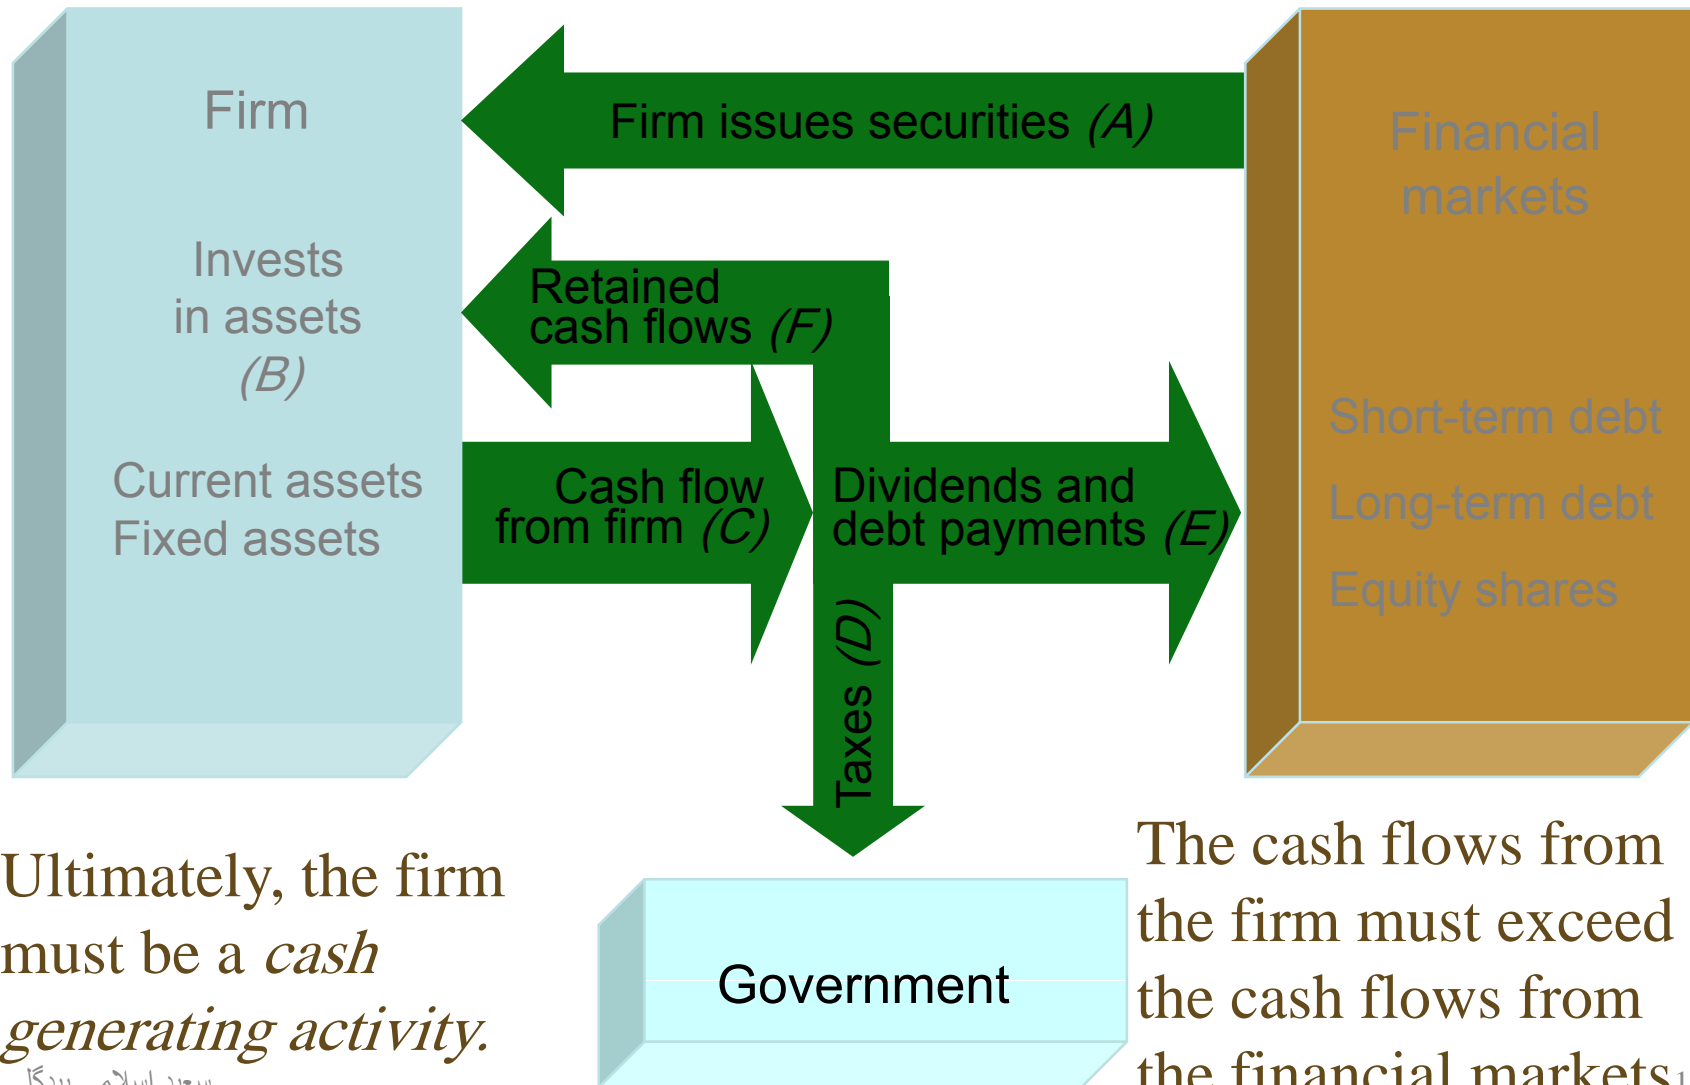 Firm
Invests
in assets
(B)
Current assets
Fixed assets
Firm issues securities (A)
Retained
cash flows (F)
Cash flow
from firm (C)
Dividends and
debt payments (E)
Taxes (D)
Financial
markets
Short-term debt
Long-term debt
Equity shares
Government
Ultimately, the firm
must be a cash
generating activity.
The cash flows from
the firm must exceed
the cash flows from
the financial markets